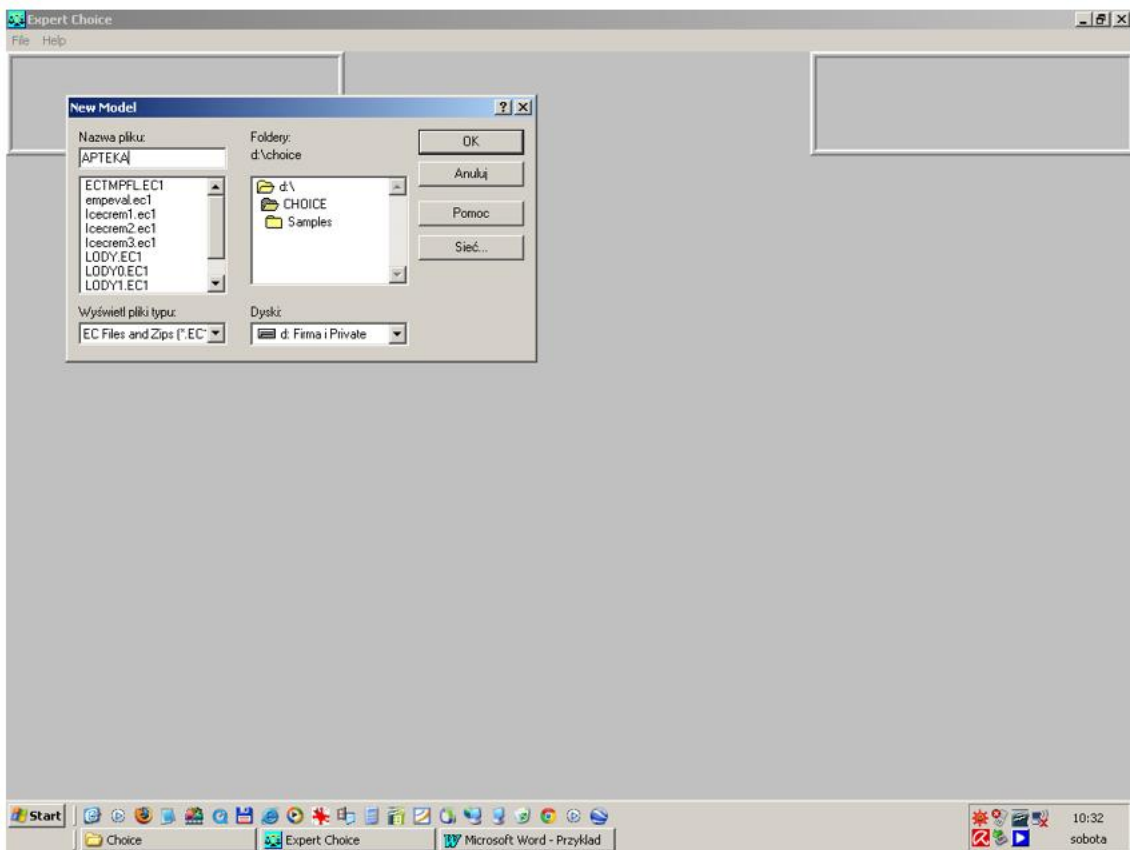 Expert Choice
File Help
New Model
Nazwa pliku:
APTEKA
ECTMPFL.EC1
empeval.ec1
Icecrem1.ec1
Icecrem2.ec1
Icecrem3.ec1
LODY.EC1
LODY0.EC1
LODY1.EC1
Wyświetl pliki typu:
EC Files and Zips (*.EC*
Foldery:
d:\choice
d:\
CHOICE
Samples
Dyski:
d: Firma i Private
OK
Anuluj
Pomoc
Sieć...
Start
10:32
Choice
Expert Choice
Microsoft Word - Przyklad
sobota